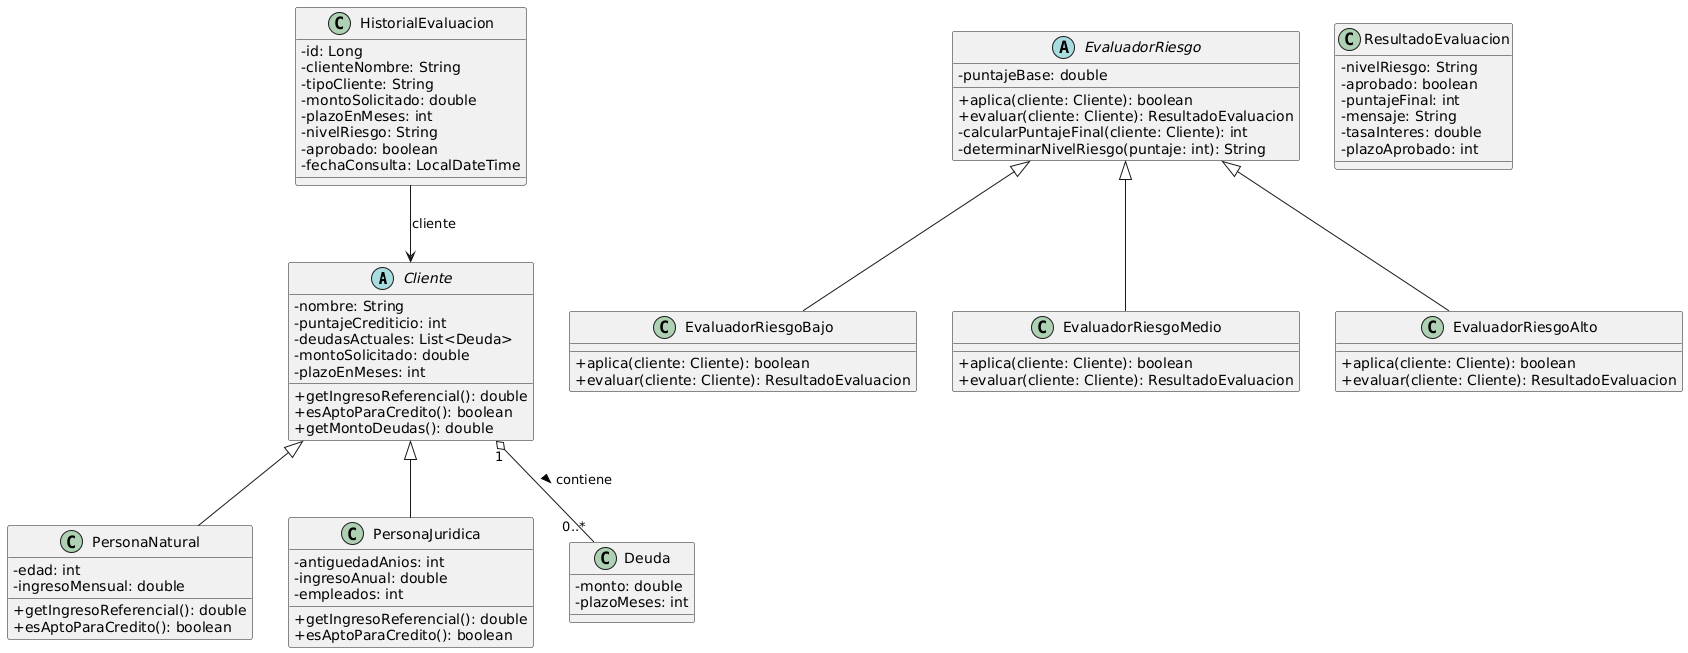 C HistorialEvaluacion
-id: Long
-clienteNombre: String
-tipoCliente: String
-montoSolicitado: double
-plazoEnMeses: int
-nivelRiesgo: String
-aprobado: boolean
-fechaConsulta: LocalDateTime
A EvaluadorRiesgo
-puntajeBase: double
+aplica(cliente: Cliente): boolean
+evaluar(cliente: Cliente): ResultadoEvaluacion
-calcularPuntajeFinal(cliente: Cliente): int
-determinarNivelRiesgo(puntaje: int): String
C ResultadoEvaluacion
-nivelRiesgo: String
-aprobado: boolean
-puntajeFinal: int
-mensaje: String
-tasaInteres: double
-plazoAprobado: int
cliente
A Cliente
-nombre: String
-puntajeCrediticio: int
-deudasActuales: List<Deuda>
-montoSolicitado: double
-plazoEnMeses: int
+getIngresoReferencial(): double
+esAptoParaCredito(): boolean
+getMontoDeudas(): double
C EvaluadorRiesgoBajo
+aplica(cliente: Cliente): boolean
+evaluar(cliente: Cliente): ResultadoEvaluacion
C EvaluadorRiesgoMedio
+aplica(cliente: Cliente): boolean
+evaluar(cliente: Cliente): ResultadoEvaluacion
C EvaluadorRiesgoAlto
+aplica(cliente: Cliente): boolean
+evaluar(cliente: Cliente): ResultadoEvaluacion
1
contiene
0..*
C PersonaNatural
-edad: int
-ingresoMensual: double
+getIngresoReferencial(): double
+esAptoParaCredito(): boolean
C PersonaJuridica
-antiguedadAnios: int
-ingresoAnual: double
-empleados: int
+getIngresoReferencial(): double
+esAptoParaCredito(): boolean
C Deuda
-monto: double
-plazoMeses: int